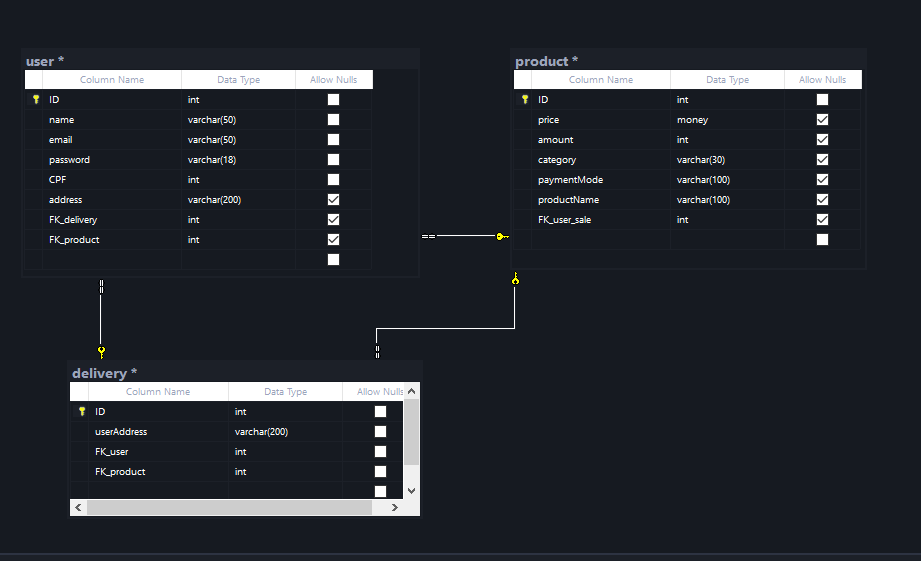 user *
Column Name Data Type Allow Nulls
ID int
name varchar(50)
email varchar(50)
password varchar(18)
CPF int
address varchar(200)
FK_delivery int
FK_product int
product *
Column Name Data Type Allow Nulls
ID int
price money
amount int
category varchar(30)
paymentMode varchar(100)
productName varchar(100)
FK_user_sale int
delivery *
Column Name Data Type Allow Nulls
ID int
userAddress varchar(200)
FK_user int
FK_product int